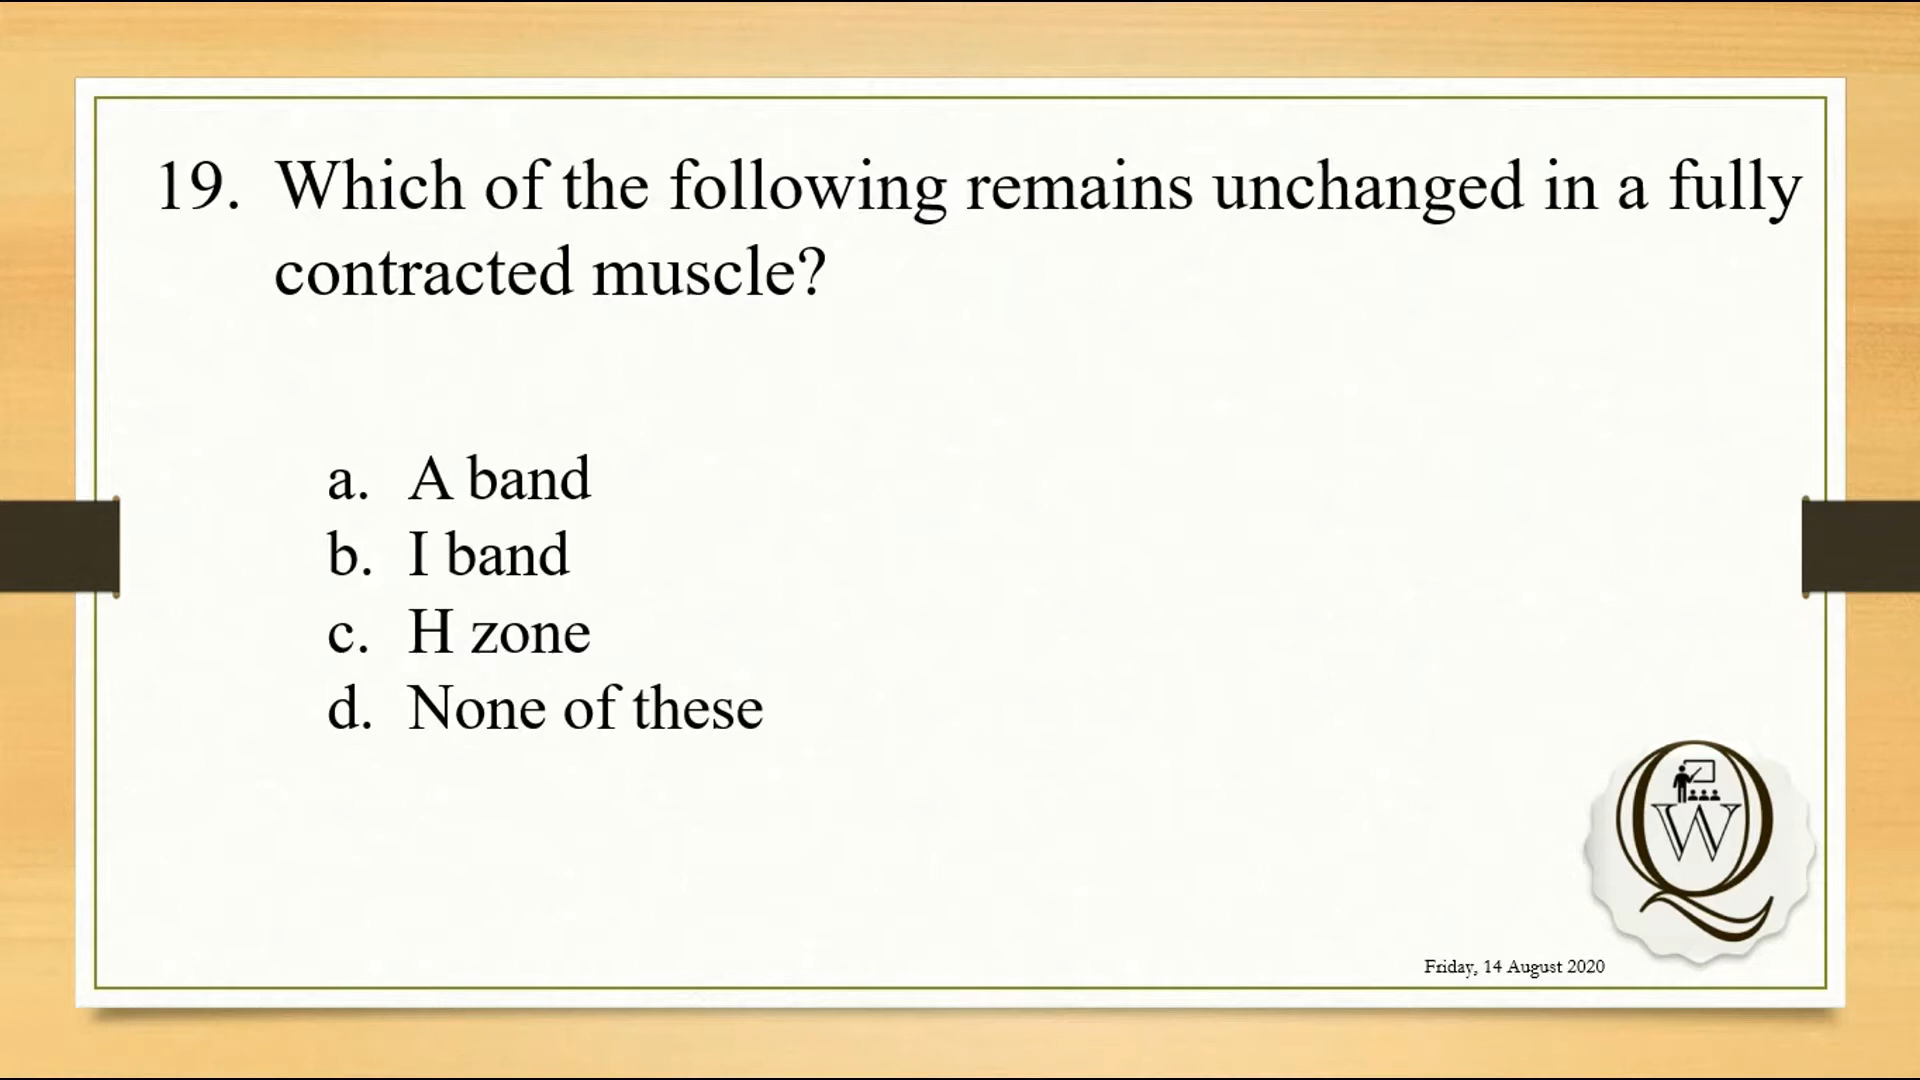 19. Which of the following remains unchanged in a fully
contracted muscle?
a. A band
b. I band
c. H zone
d. None of these
QW
Friday, 14 August 2020